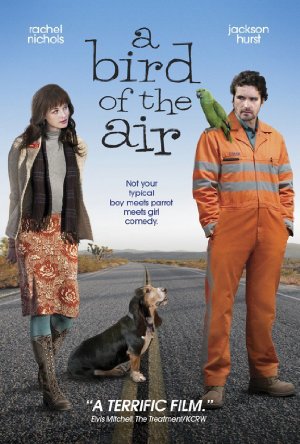 rachel
nichols
jackson
hurst
a
bird
of the
air
Not your
typical
boy meets parrot
meets girl
comedy.
"A TERRIFIC FILM."
Elvis Mitchell: The Treatment/KCRW